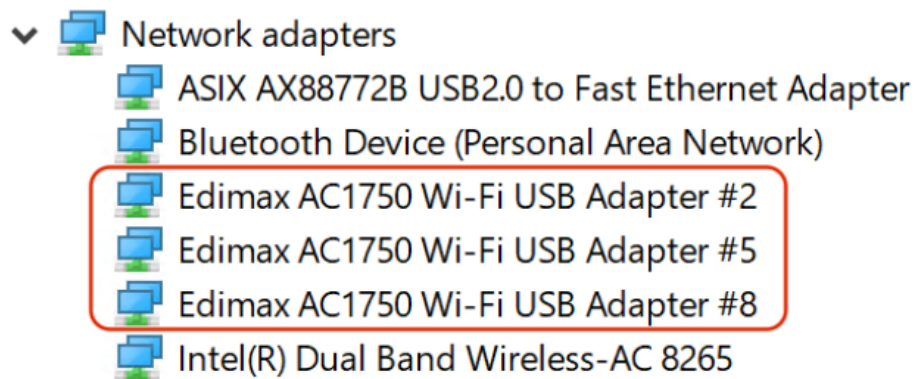 Network adapters
ASIX AX88772B USB2.0 to Fast Ethernet Adapter
Bluetooth Device (Personal Area Network)
Edimax AC1750 Wi-Fi USB Adapter #2
Edimax AC1750 Wi-Fi USB Adapter #5
Edimax AC1750 Wi-Fi USB Adapter #8
Intel(R) Dual Band Wireless-AC 8265